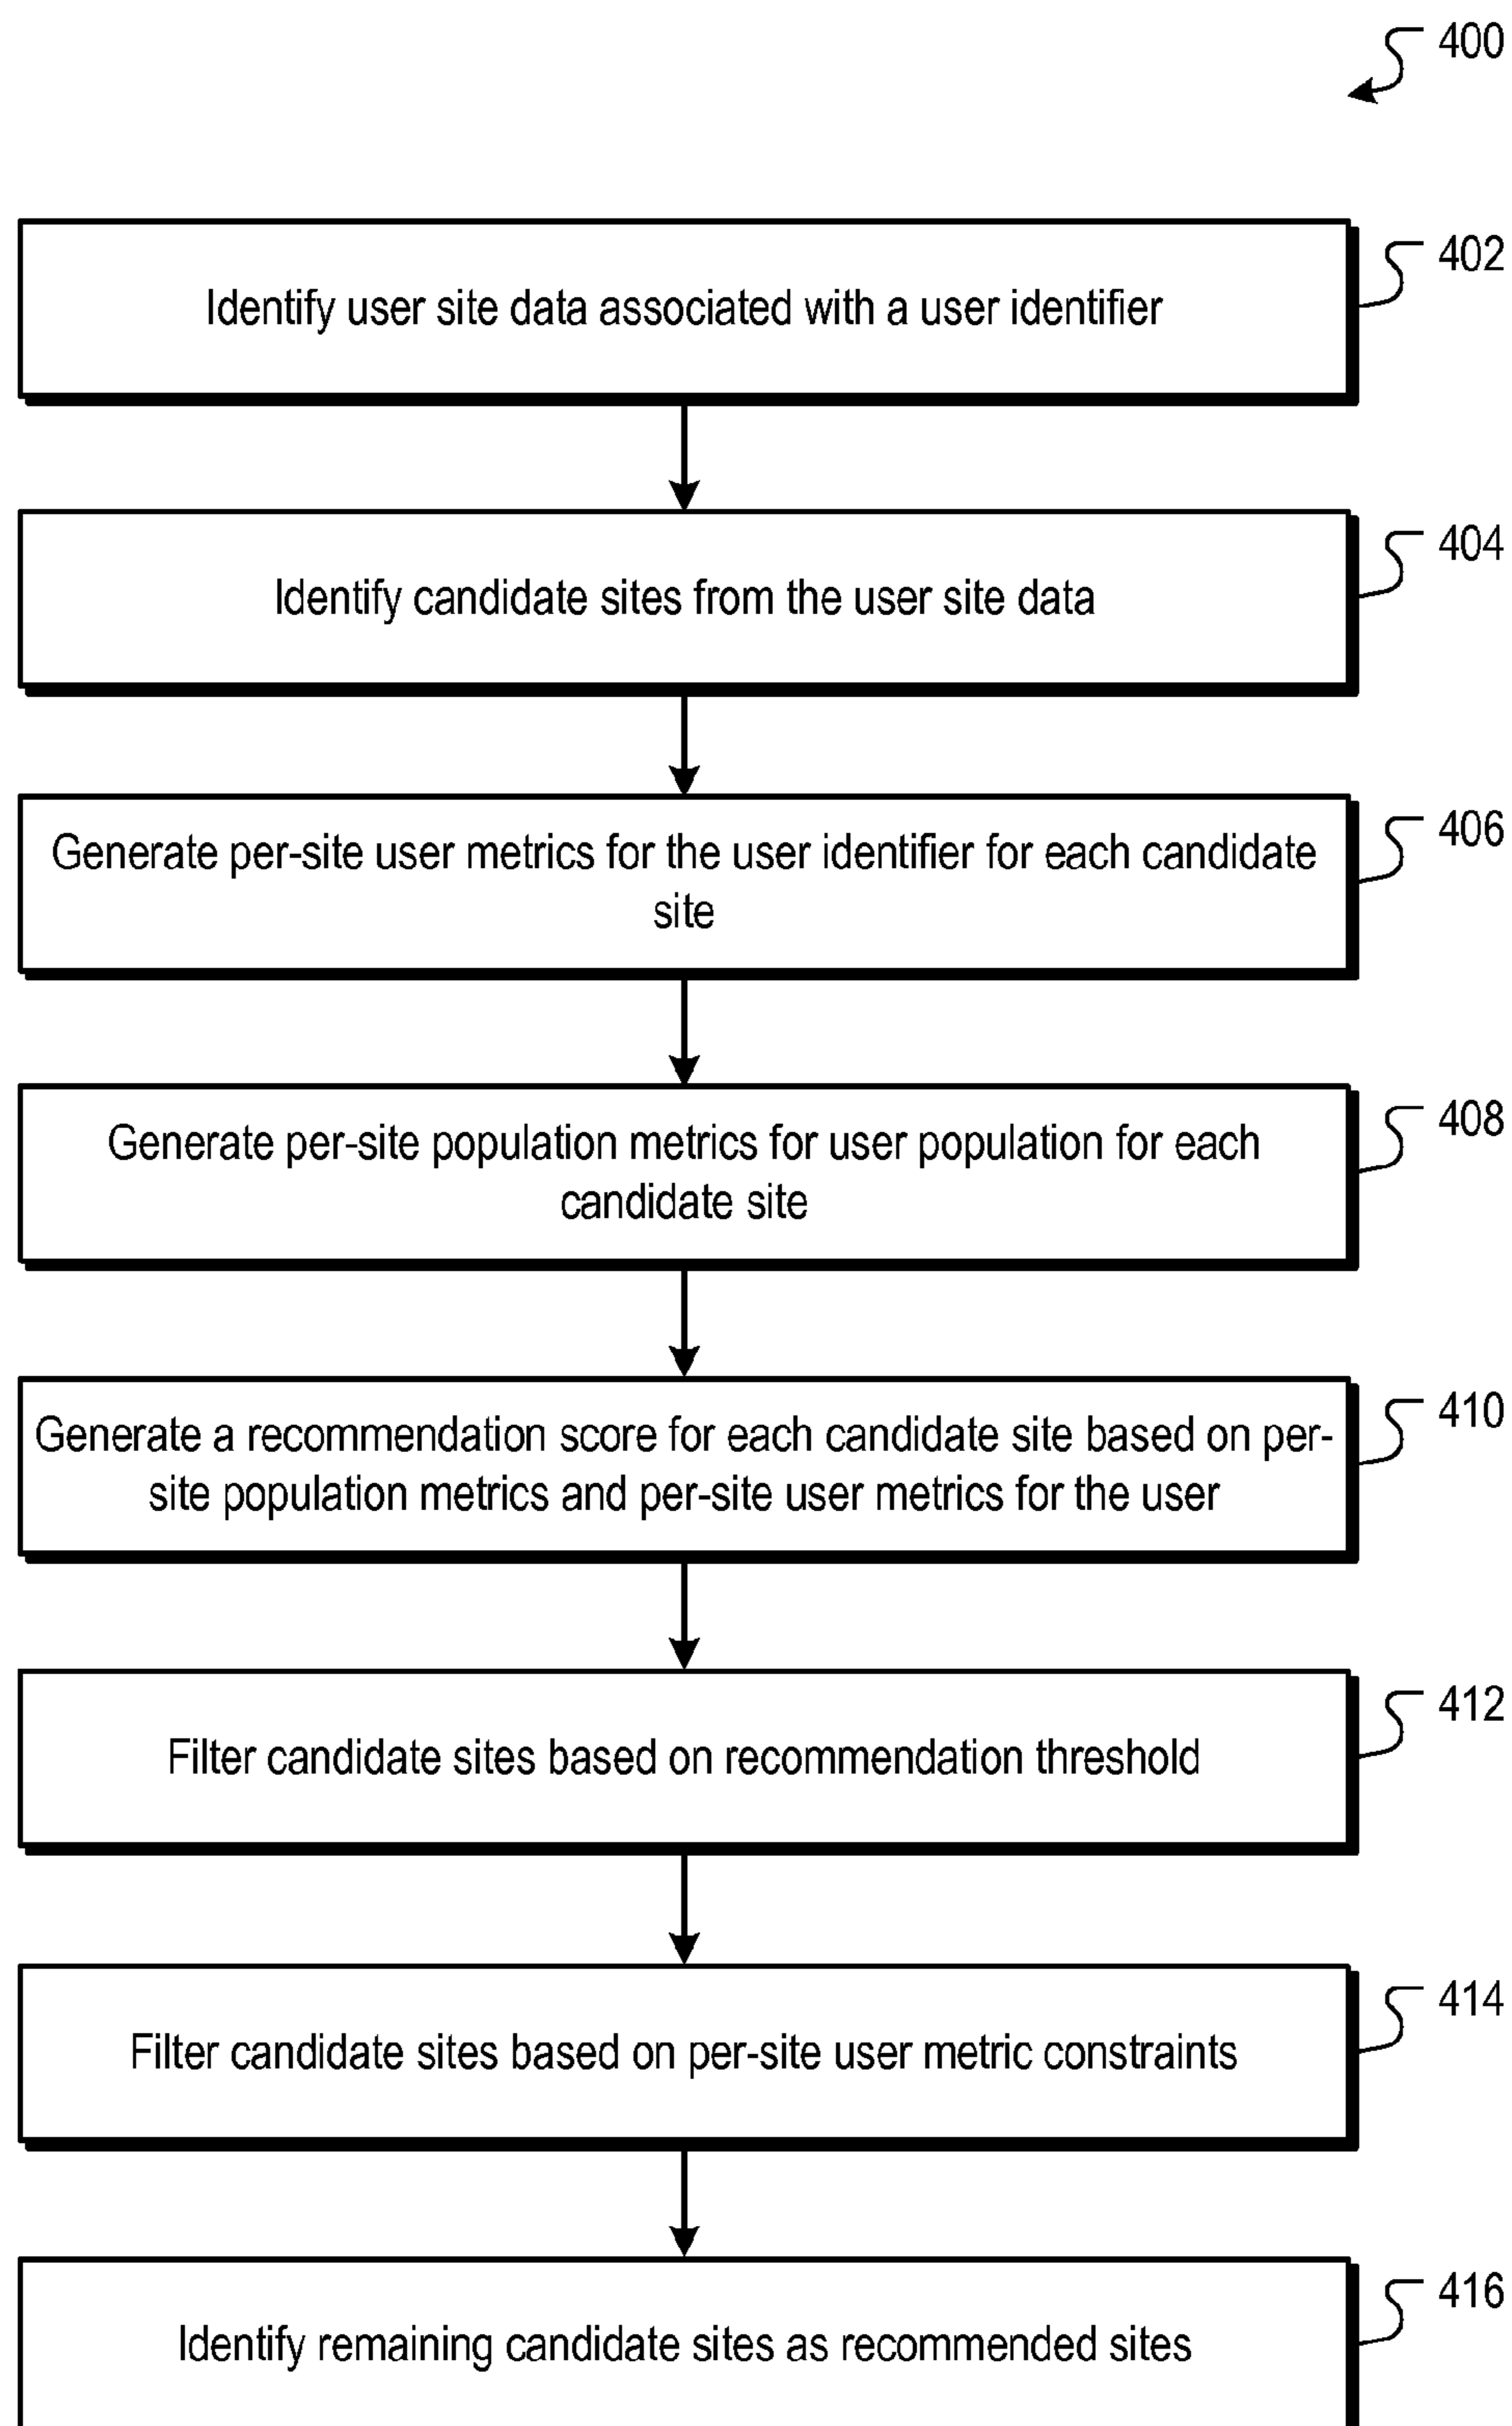 400
Identify user site data associated with a user identifier
402
Identify candidate sites from the user site data
404
Generate per-site user metrics for the user identifier for each candidate
site
406
Generate per-site population metrics for user population for each
candidate site
408
Generate a recommendation score for each candidate site based on per-
site population metrics and per-site user metrics for the user
410
Filter candidate sites based on recommendation threshold
412
Filter candidate sites based on per-site user metric constraints
414
Identify remaining candidate sites as recommended sites
416